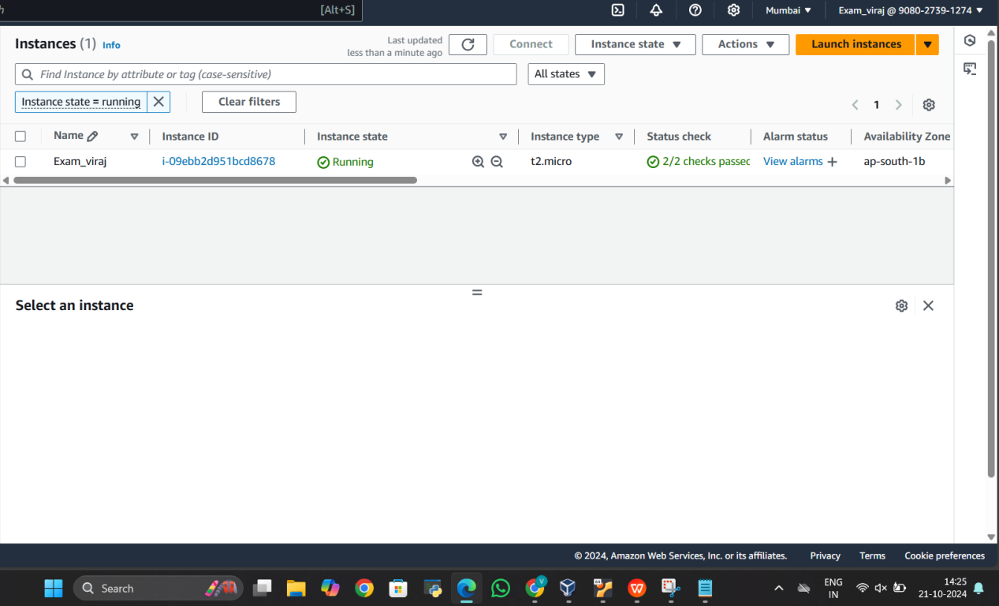 [Alt+S]
Mumbai ▼
Exam_viraj @ 9080-2739-1274 ▼
Instances (1) Info
Last updated
less than a minute ago
Connect
Instance state ▼
Actions ▼
Launch instances ▼
Find Instance by attribute or tag (case-sensitive)
All states ▼
Instance state = running
Clear filters
1
Name
Instance ID
Instance state
Instance type
Status check
Alarm status
Availability Zone
Exam_viraj
i-09ebb2d951bcd8678
Running
t2.micro
2/2 checks passec
View alarms +
ap-south-1b
Select an instance
© 2024, Amazon Web Services, Inc. or its affiliates.
Privacy
Terms
Cookie preferences
Search
ENG
IN
14:25
21-10-2024